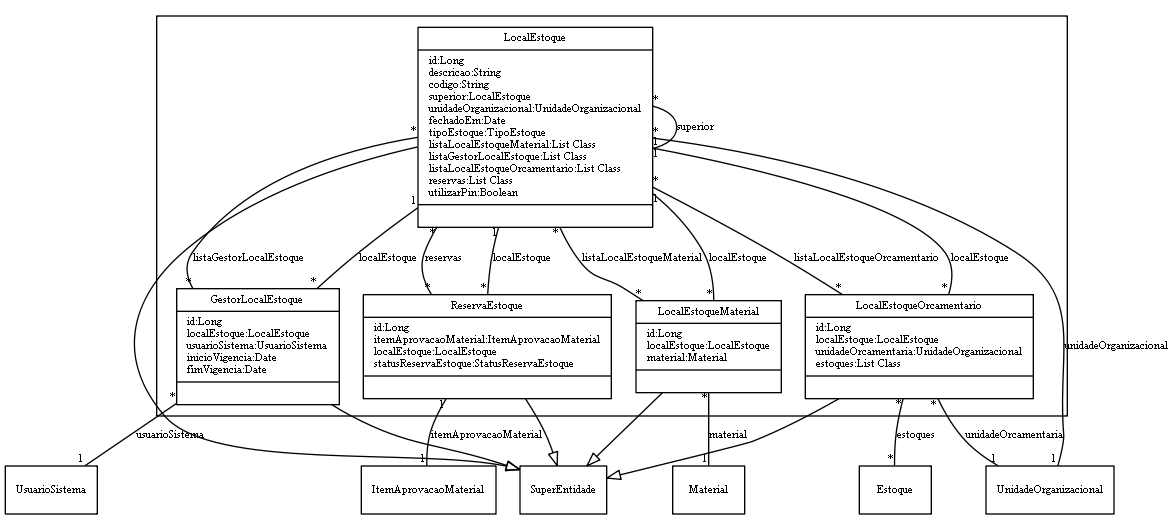 LocalEstoque
id:Long
descricao:String
codigo:String
superior:LocalEstoque
unidadeOrganizacional:UnidadeOrganizacional
fechadoEm:Date
tipoEstoque:TipoEstoque
listaLocalEstoqueMaterial:List Class
listaGestorLocalEstoque:List Class
listaLocalEstoqueOrcamentario:List Class
reservas:List Class
utilizarPin:Boolean
*
superior
*
*
1
1
*
1
*
1
*
1
*
listaGestorLocalEstoque
localEstoque
reservas
localEstoque
listaLocalEstoqueMaterial
localEstoque
listaLocalEstoqueOrcamentario
localEstoque
*
*
*
*
*
*
*
*
GestorLocalEstoque
id:Long
localEstoque:LocalEstoque
usuarioSistema:UsuarioSistema
inicioVigencia:Date
fimVigencia:Date
ReservaEstoque
id:Long
itemAprovacaoMaterial:ItemAprovacaoMaterial
localEstoque:LocalEstoque
statusReservaEstoque:StatusReservaEstoque
LocalEstoqueMaterial
id:Long
localEstoque:LocalEstoque
material:Material
LocalEstoqueOrcamentario
id:Long
localEstoque:LocalEstoque
unidadeOrcamentaria:UnidadeOrganizacional
estoques:List Class
unidadeOrganizacional
*
1
*
*
*
usuarioSistema
itemAprovacaoMaterial
material
estoques
unidadeOrcamentaria
1
1
1
*
1
1
UsuarioSistema
ItemAprovacaoMaterial
SuperEntidade
Material
Estoque
UnidadeOrganizacional